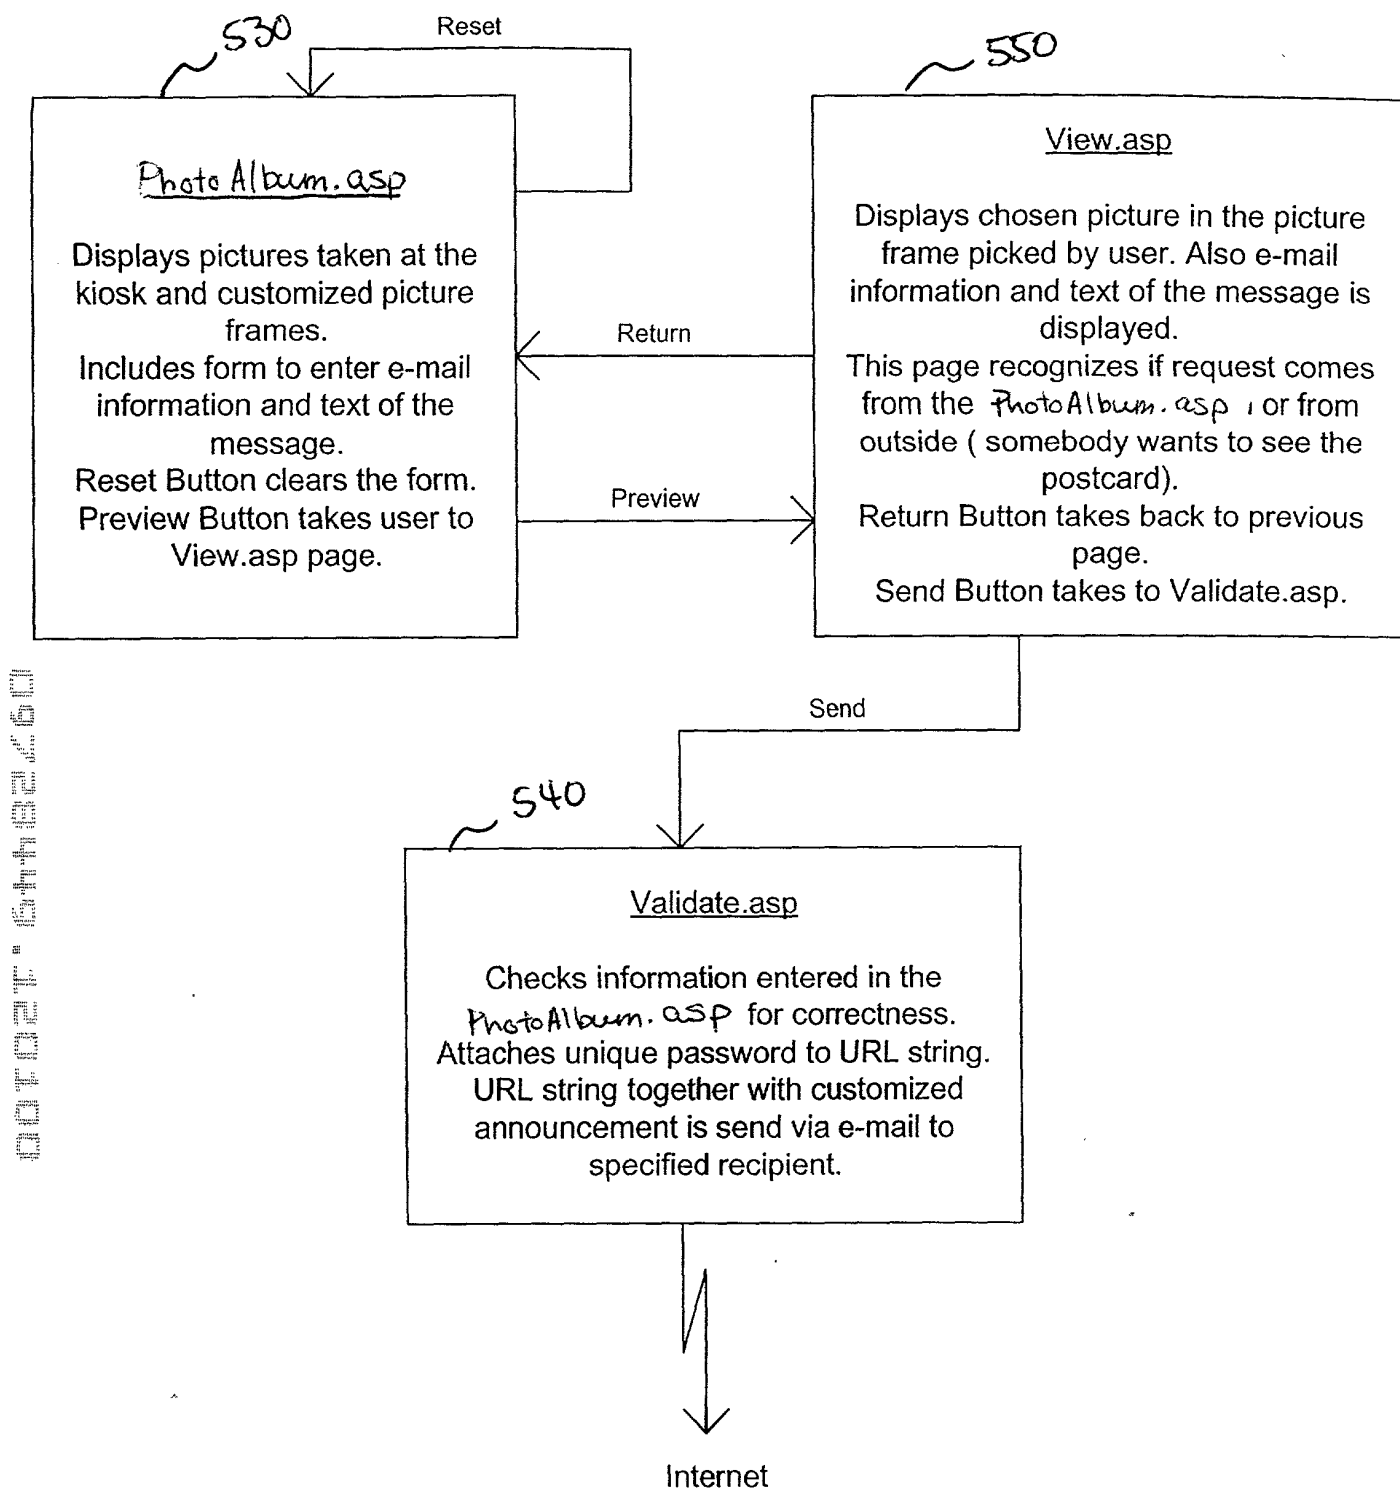 530
Reset
PhotoAlbum.asp
Displays pictures taken at the
kiosk and customized picture
frames.
Includes form to enter e-mail
information and text of the
message.
Reset Button clears the form.
Preview Button takes user to
View.asp page.
Return
Preview
550
View.asp
Displays chosen picture in the picture
frame picked by user. Also e-mail
information and text of the message is
displayed.
This page recognizes if request comes
from the PhotoAlbum.asp , or from
outside ( somebody wants to see the
postcard).
Return Button takes back to previous
page.
Send Button takes to Validate.asp.
Send
540
Validate.asp
Checks information entered in the
PhotoAlbum.asp for correctness.
Attaches unique password to URL string.
URL string together with customized
announcement is send via e-mail to
specified recipient.
Internet